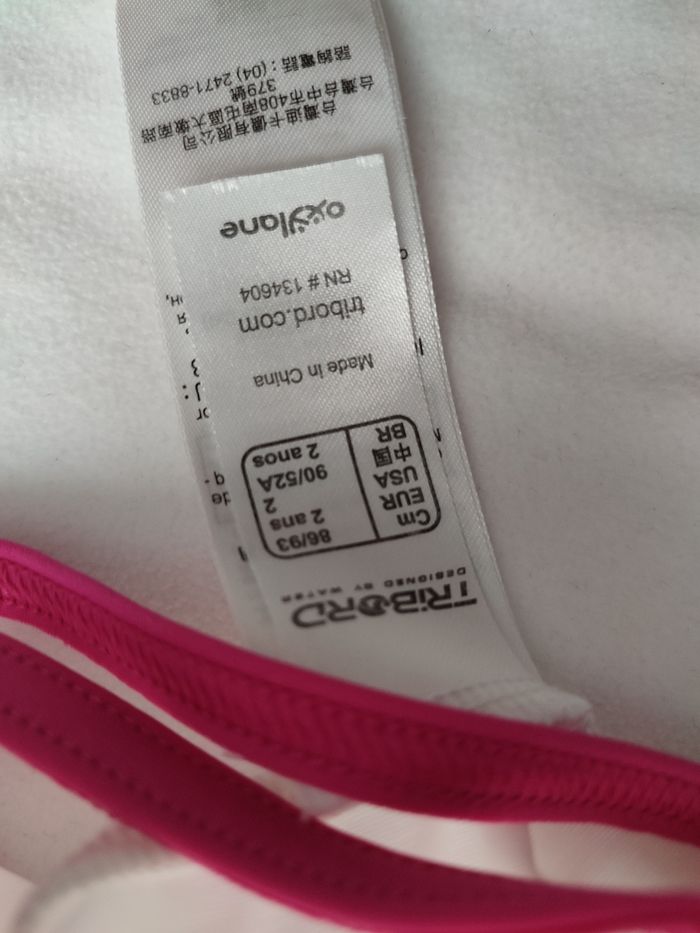 TRIBORD
DESIGNED BY WATER
Cm 86/93
EUR 2 ans
USA 2
中国 90/52A
BR 2 anos
Made in China
tribord.com
RN # 134604
oxylane
台灣迪卡儂有限公司
台灣台中市408南屯區大墩南路
379號
諮詢電話：(04) 2471-8833